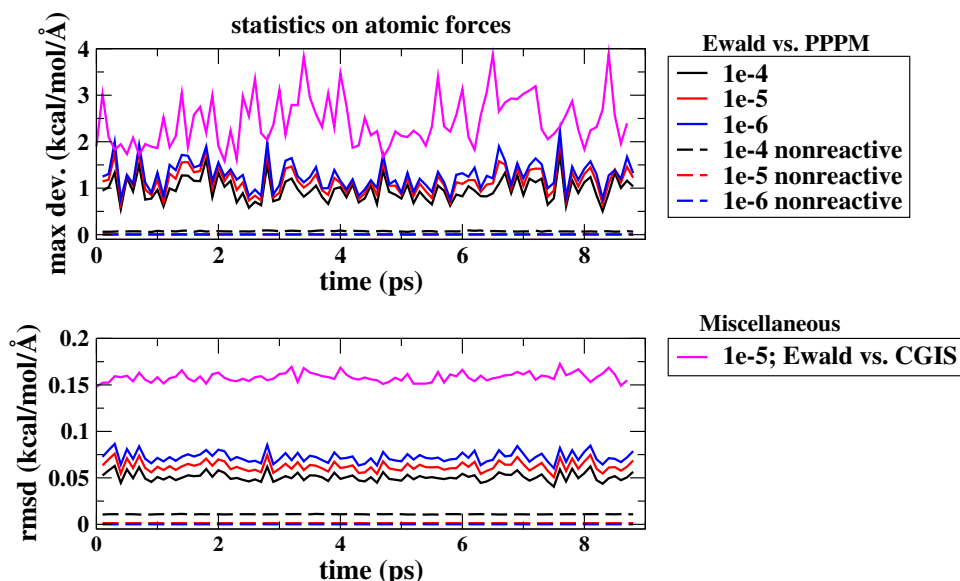 statistics on atomic forces
max dev. (kcal/mol/Å)
4
3
2
1
0
0 2 4 6 8
time (ps)
Ewald vs. PPPM
1e-4
1e-5
1e-6
1e-4 nonreactive
1e-5 nonreactive
1e-6 nonreactive
rmsd (kcal/mol/Å)
0.2
0.15
0.1
0.05
0
0 2 4 6 8
time (ps)
Miscellaneous
1e-5; Ewald vs. CGIS